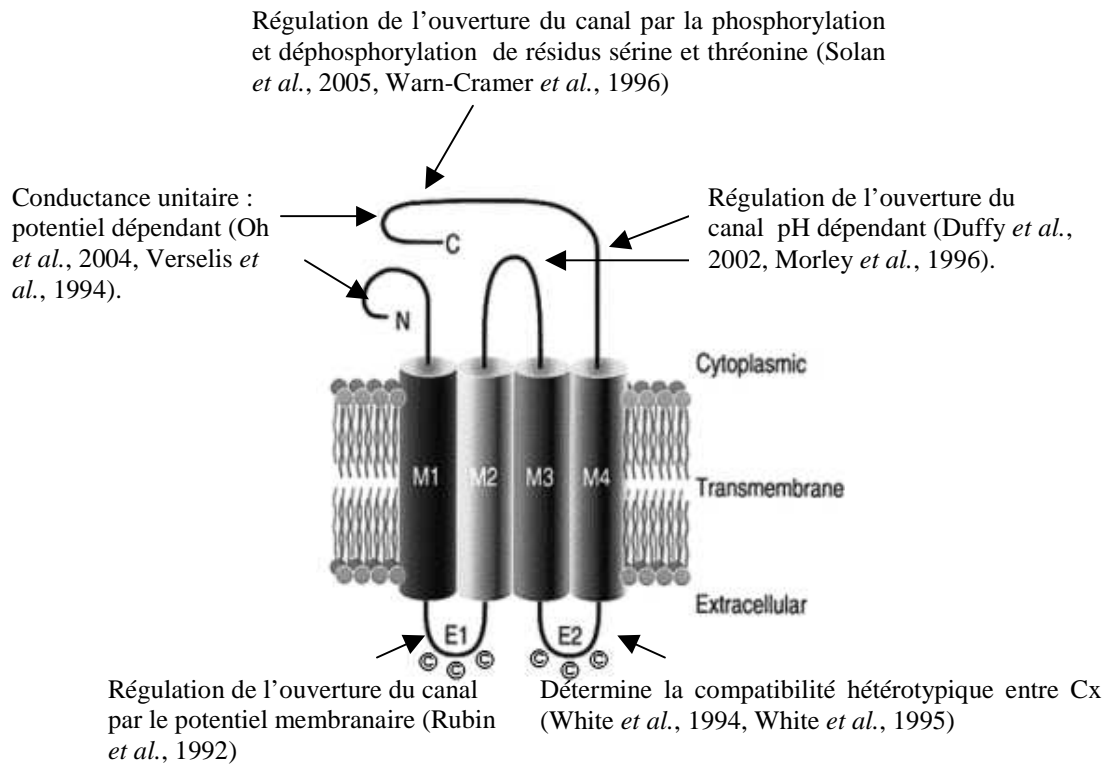 Régulation de l’ouverture du canal par la phosphorylation
et déphosphorylation de résidus sérine et thréonine (Solan
et al., 2005, Warn-Cramer et al., 1996)
Conductance unitaire :
potentiel dépendant (Oh
et al., 2004, Verselis et
al., 1994).
Régulation de l’ouverture du
canal pH dépendant (Duffy et al.,
2002, Morley et al., 1996).
C
N
Cytoplasmic
M1 M2 M3 M4
Transmembrane
Extracellular
E1 E2
© © © © © ©
Régulation de l’ouverture du canal
par le potentiel membranaire (Rubin
et al., 1992)
Détermine la compatibilité hétérotypique entre Cx
(White et al., 1994, White et al., 1995)